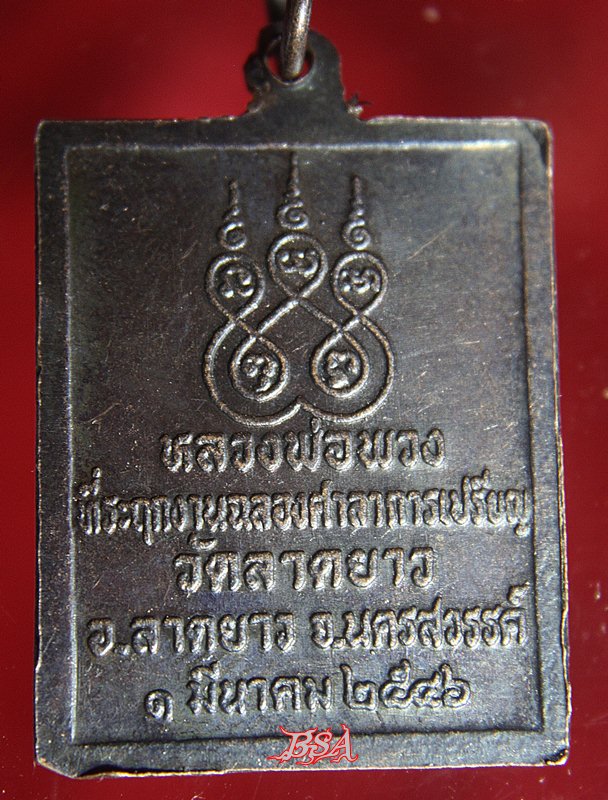 หลวงพ่อพวง
ที่ระฤกงานฉลองศาลาการเปรียญ
วัดลาดยาว
อ.ลาดยาว จ.นครสวรรค์
๑ มีนาคม ๒๕๔๖
BSA